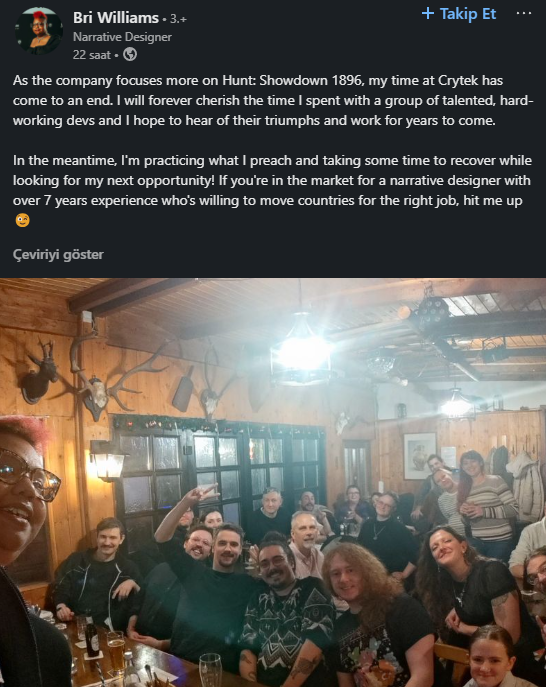 Bri Williams • 3.+
+ Takip Et ...
Narrative Designer
22 saat •
As the company focuses more on Hunt: Showdown 1896, my time at Crytek has
come to an end. I will forever cherish the time I spent with a group of talented, hard-
working devs and I hope to hear of their triumphs and work for years to come.
In the meantime, I'm practicing what I preach and taking some time to recover while
looking for my next opportunity! If you're in the market for a narrative designer with
over 7 years experience who's willing to move countries for the right job, hit me up
😉
Çeviriyi göster